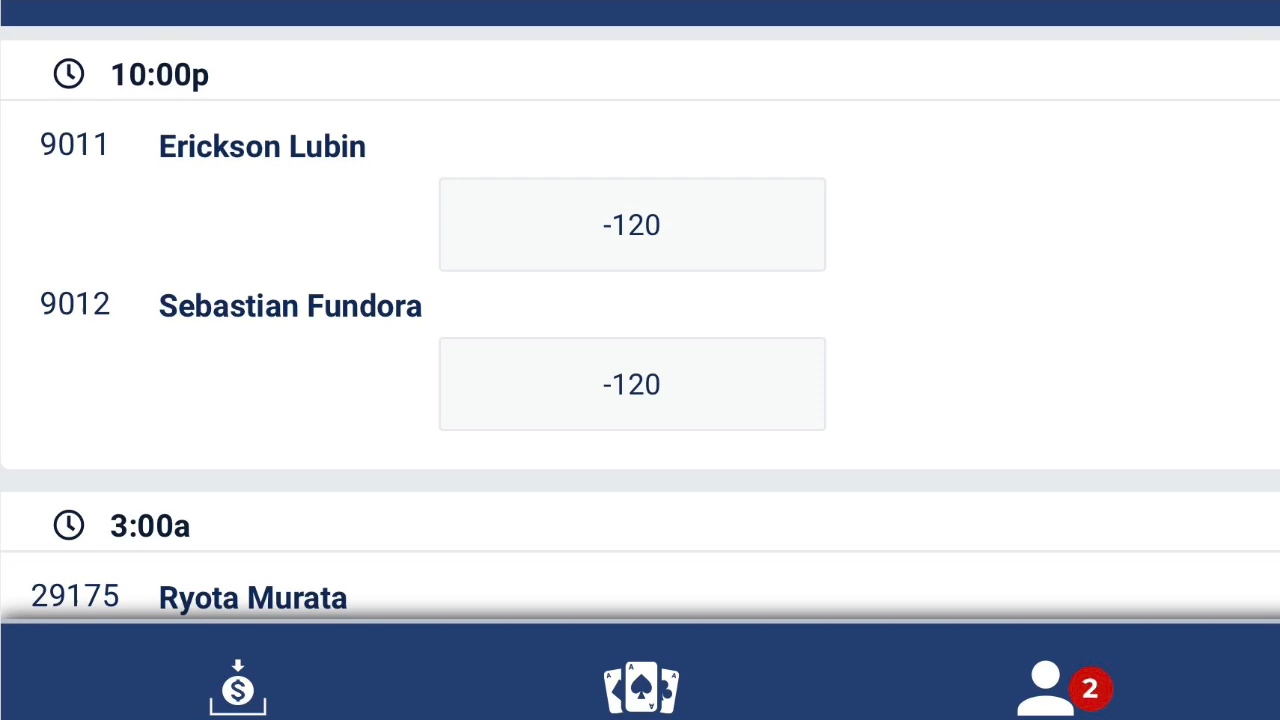 10:00p
9011 Erickson Lubin
-120
9012 Sebastian Fundora
-120
3:00a
29175 Ryota Murata
$
A A A
A
2